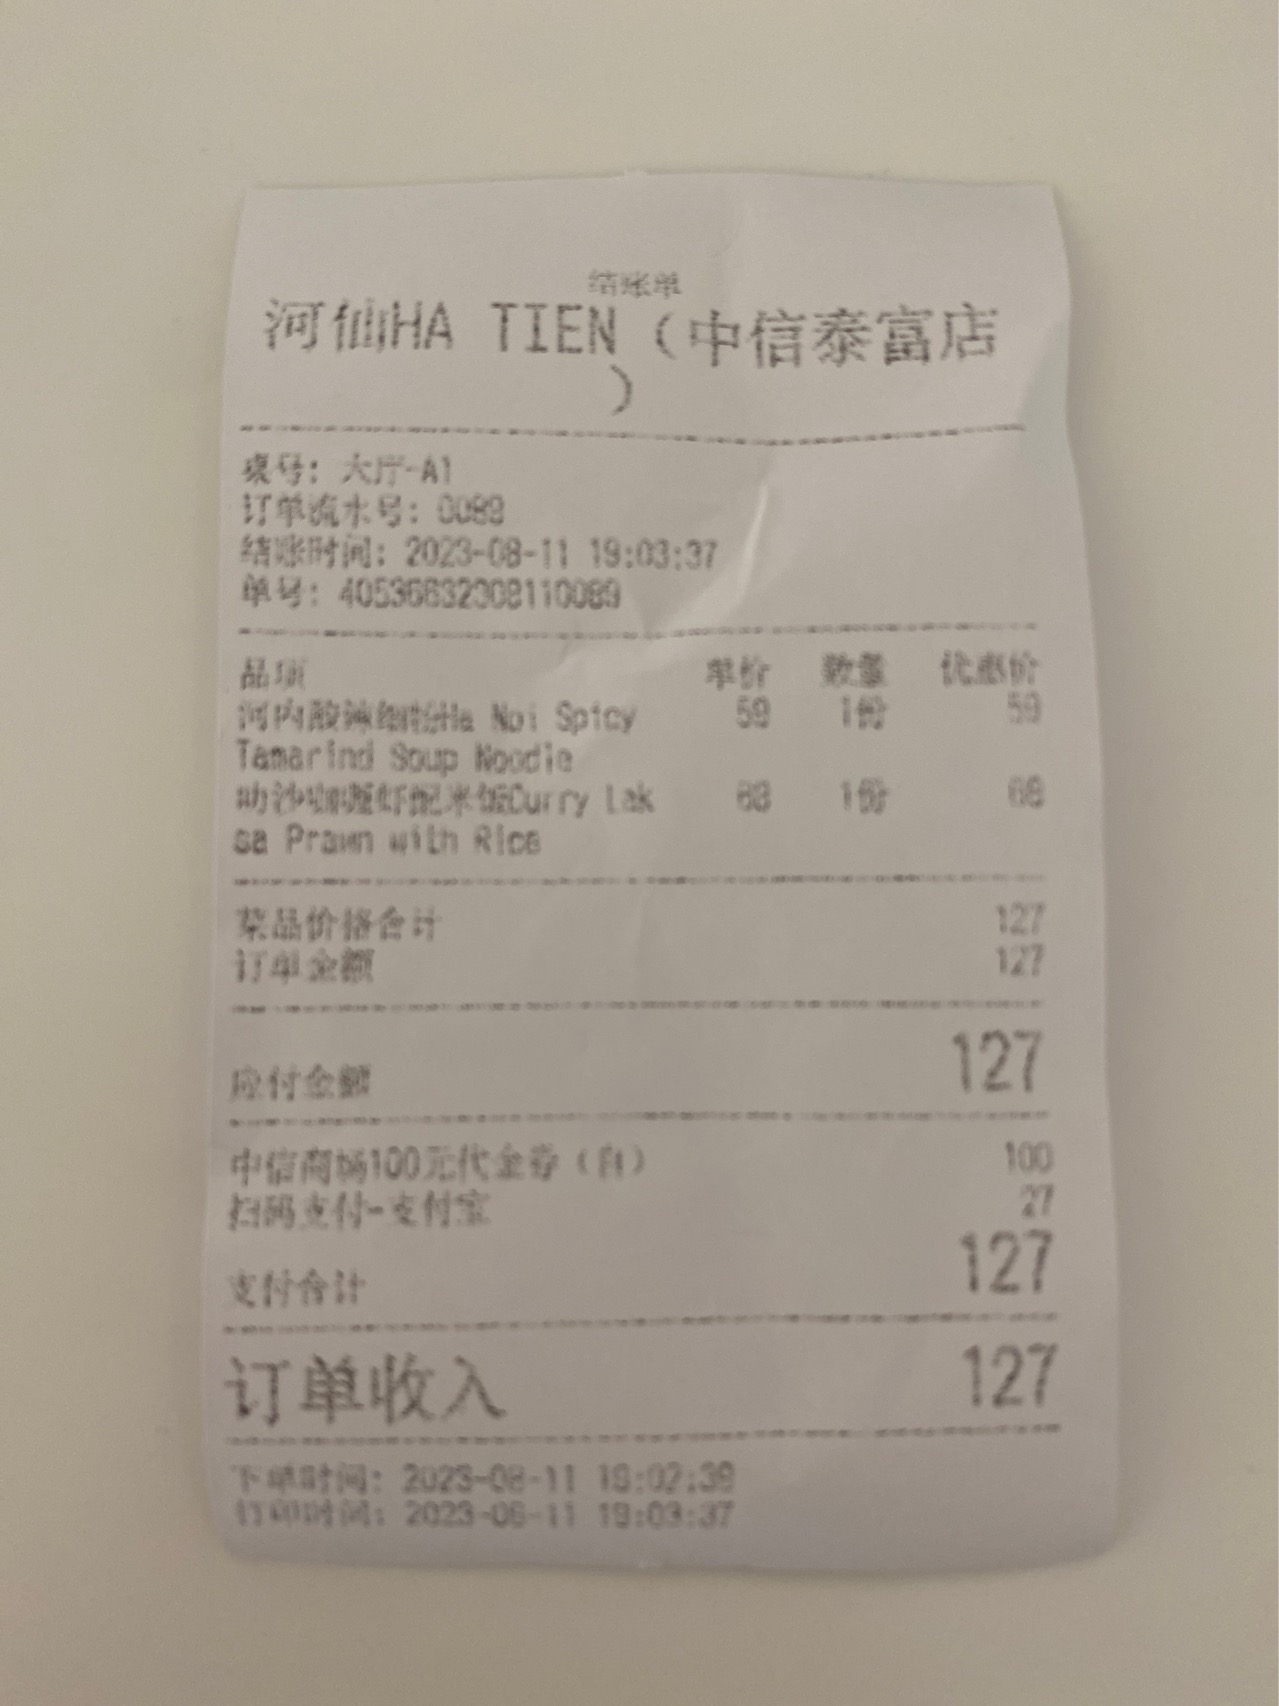 结账单
河仙HA TIEN（中信泰富店
）
桌号：大厅-A1
订单流水号：0089
结账时间：2023-08-11 19:03:37
单号：40536632308110089
品项 单价 数量 优惠价
河内酸辣细粉Ha Noi Spicy 59 1份 59
Tamarind Soup Noodle
叻沙咖喱虾配米饭Curry Lak 68 1份 68
sa Prawn with Rice
菜品价格合计 127
订单金额 127
应付金额 127
中信商场100元代金券（自） 100
扫码支付-支付宝 27
支付合计 127
订单收入 127
下单时间：2023-08-11 19:02:39
打印时间：2023-08-11 19:03:37